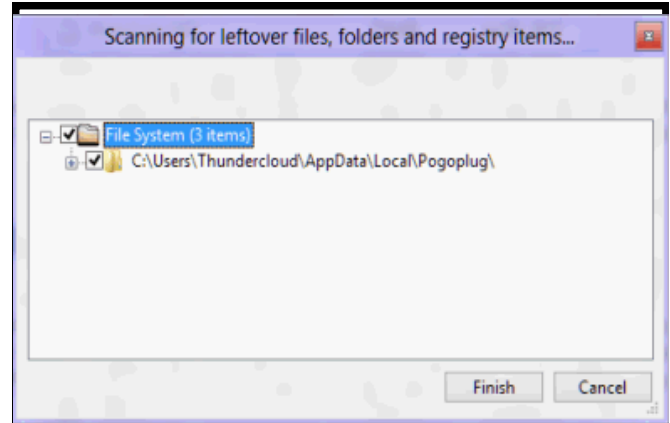 Scanning for leftover files, folders and registry items...
File System (3 items)
C:\Users\Thundercloud\AppData\Local\Pogoplug\
Finish Cancel